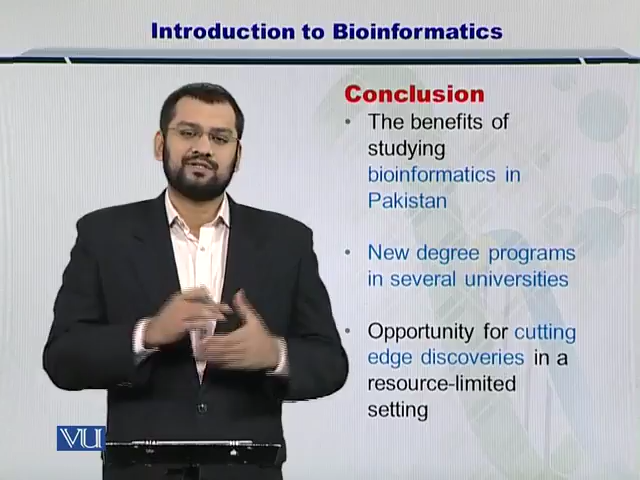 Introduction to Bioinformatics
Conclusion
• The benefits of
studying
bioinformatics in
Pakistan
• New degree programs
in several universities
• Opportunity for cutting
edge discoveries in a
resource-limited
setting
VU